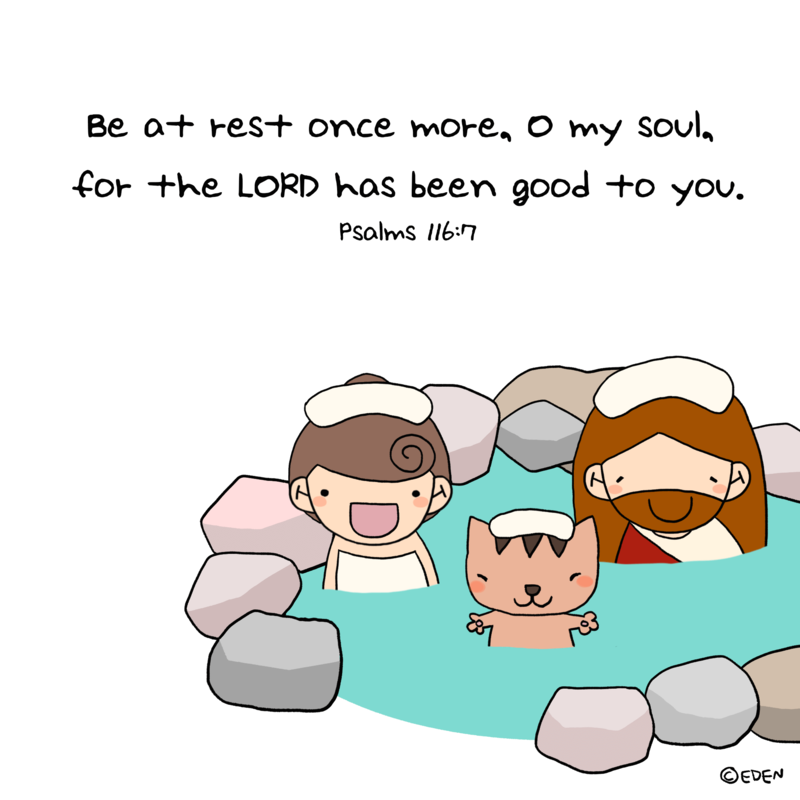 Be at rest once more, O my soul,
for the LORD has been good to you.
Psalms 116:7
©EDEN